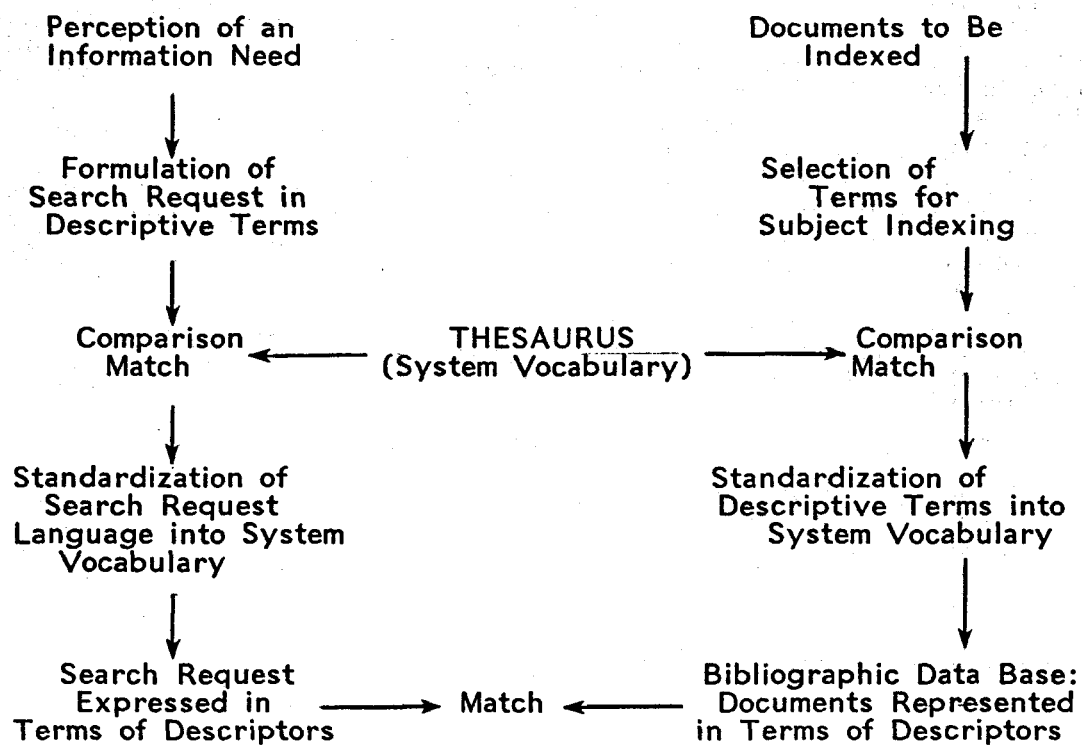 Perception of an
Information Need
Documents to Be
Indexed
Formulation of
Search Request in
Descriptive Terms
Selection of
Terms for
Subject Indexing
Comparison
Match
THESAURUS
(System Vocabulary)
Comparison
Match
Standardization of
Search Request
Language into System
Vocabulary
Standardization of
Descriptive Terms into
System Vocabulary
Search Request
Expressed in
Terms of Descriptors
Match
Bibliographic Data Base:
Documents Represented
in Terms of Descriptors